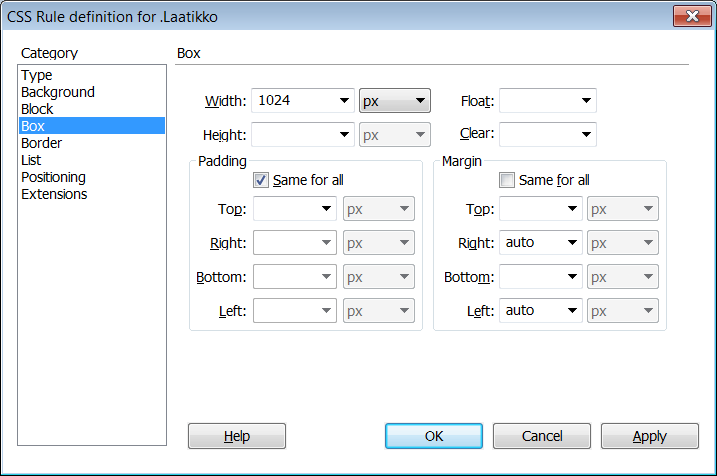 CSS Rule definition for .Laatikko
Category
Box
Type
Background
Block
Box
Border
List
Positioning
Extensions
Width: 1024 px Float:
Height: px Clear:
Padding Margin
Same for all Same for all
Top: px Top: px
Right: px Right: auto px
Bottom: px Bottom: px
Left: px Left: auto px
Help OK Cancel Apply